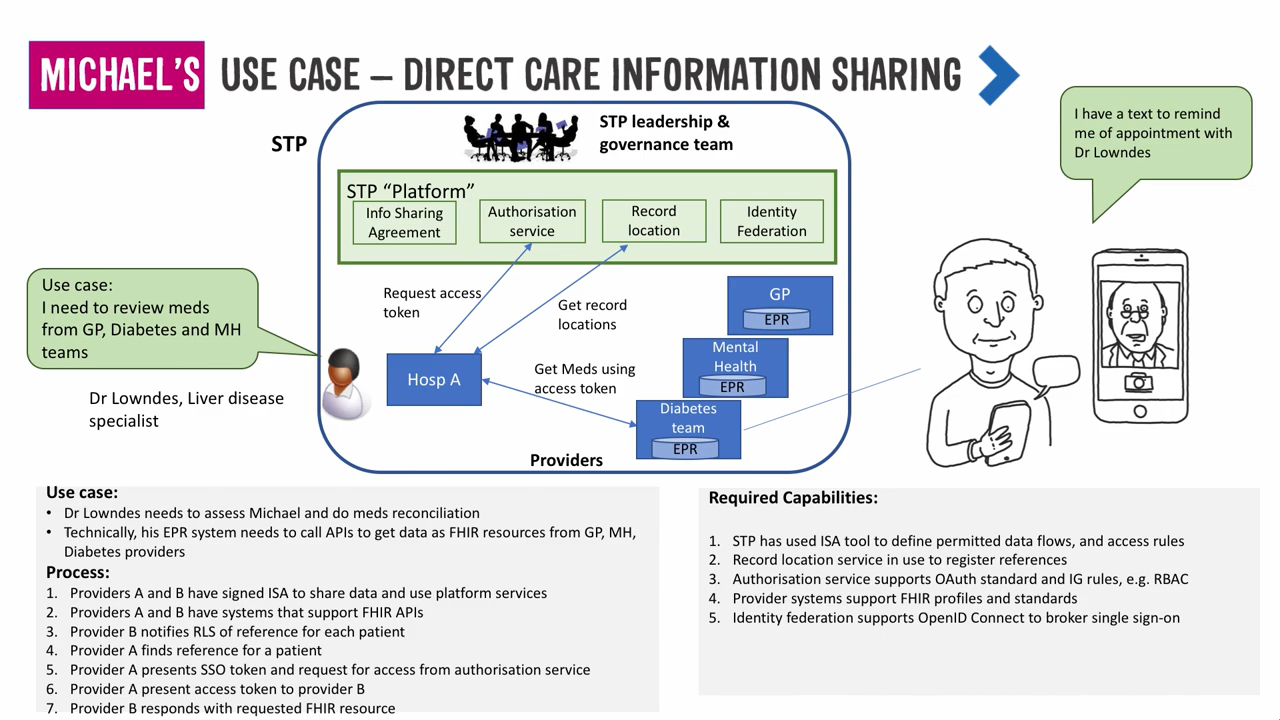 MICHAEL'S USE CASE – DIRECT CARE INFORMATION SHARING
I have a text to remind
me of appointment with
Dr Lowndes
STP
STP leadership &
governance team
STP “Platform”
Info Sharing
Agreement
Authorisation
service
Record
location
Identity
Federation
Use case:
I need to review meds
from GP, Diabetes and MH
teams
Dr Lowndes, Liver disease
specialist
Request access
token
Get record
locations
Get Meds using
access token
Hosp A
GP
EPR
Mental
Health
EPR
Diabetes
team
EPR
Providers
Use case:
• Dr Lowndes needs to assess Michael and do meds reconciliation
• Technically, his EPR system needs to call APIs to get data as FHIR resources from GP, MH,
Diabetes providers
Process:
1. Providers A and B have signed ISA to share data and use platform services
2. Providers A and B have systems that support FHIR APIs
3. Provider B notifies RLS of reference for each patient
4. Provider A finds reference for a patient
5. Provider A presents SSO token and request for access from authorisation service
6. Provider A present access token to provider B
7. Provider B responds with requested FHIR resource
Required Capabilities:
1. STP has used ISA tool to define permitted data flows, and access rules
2. Record location service in use to register references
3. Authorisation service supports OAuth standard and IG rules, e.g. RBAC
4. Provider systems support FHIR profiles and standards
5. Identity federation supports OpenID Connect to broker single sign-on